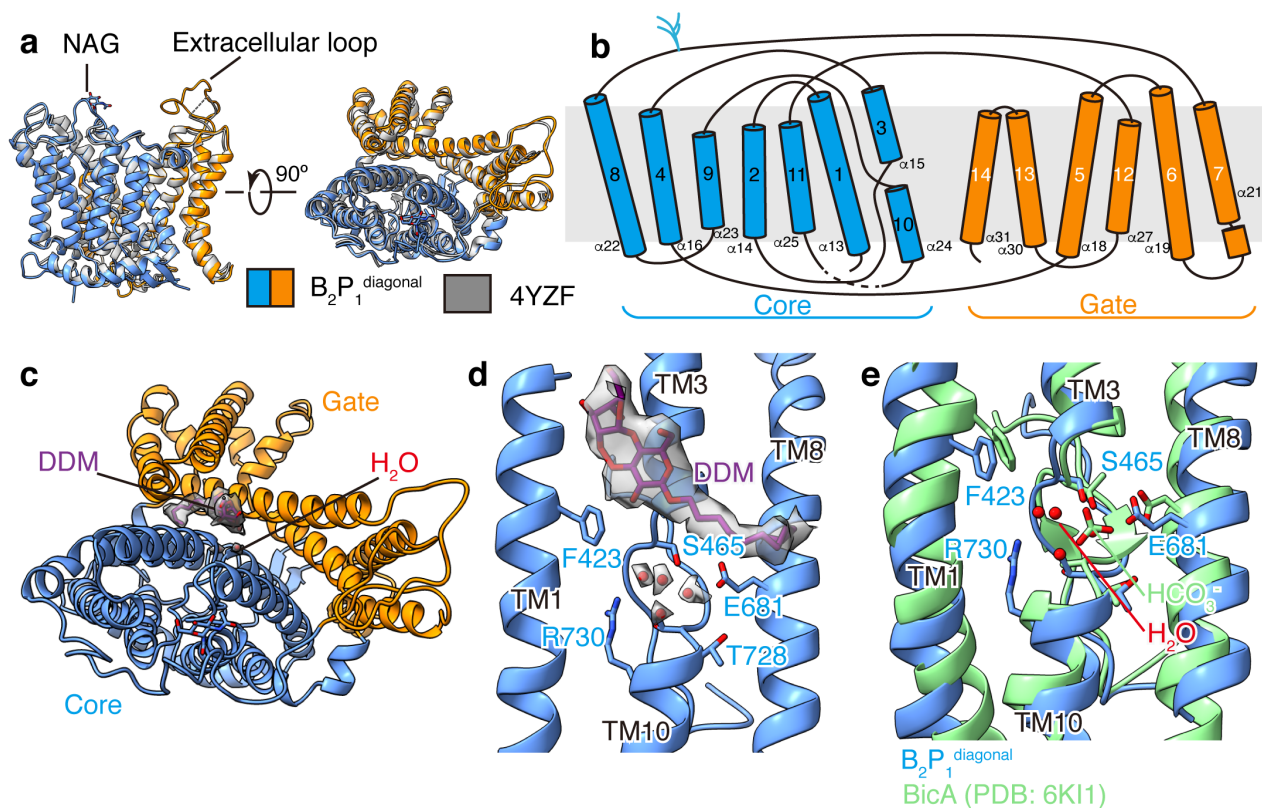 a
NAG
Extracellular loop
90º
B₂P₁ᵈⁱᵃᵍᵒⁿᵃˡ
4YZF
b
8
4
9
2
11
1
3
10
14
13
5
12
6
7
α15
α21
α22
α16
α23
α14
α25
α13
α24
α31
α30
α18
α27
α19
Core
Gate
c
Gate
DDM
H₂O
Core
d
TM3
DDM
TM8
F423
S465
TM1
E681
R730
T728
TM10
e
TM3
TM8
S465
F423
R730
E681
TM1
HCO₃⁻
H₂O
TM10
B₂P₁ᵈⁱᵃᵍᵒⁿᵃˡ
BicA (PDB: 6KI1)